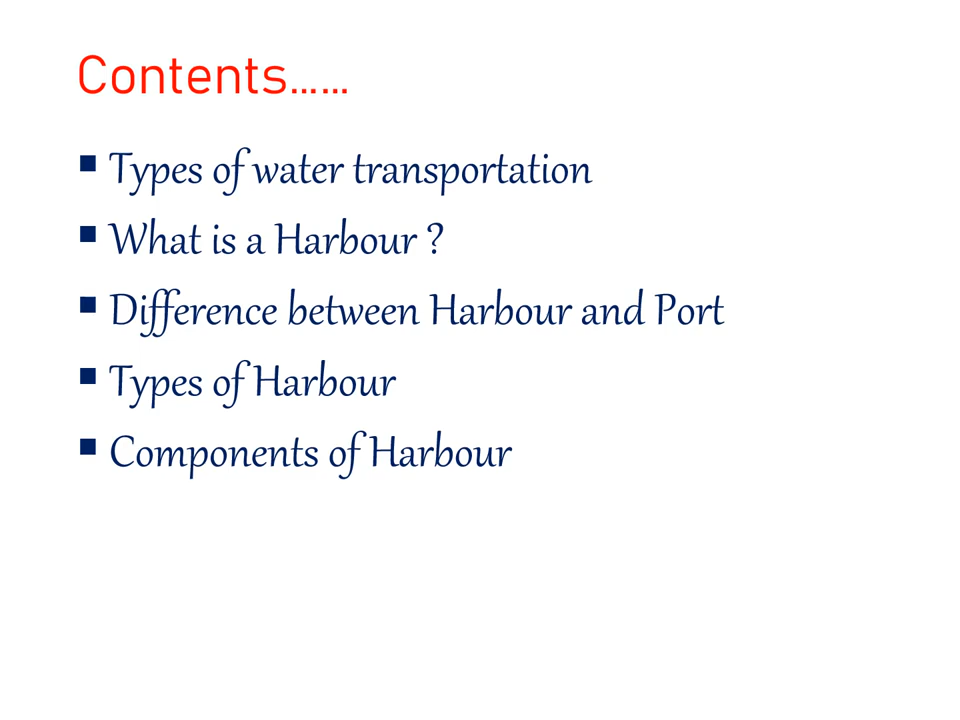 Contents......
▪ Types of water transportation
▪ What is a Harbour ?
▪ Difference between Harbour and Port
▪ Types of Harbour
▪ Components of Harbour